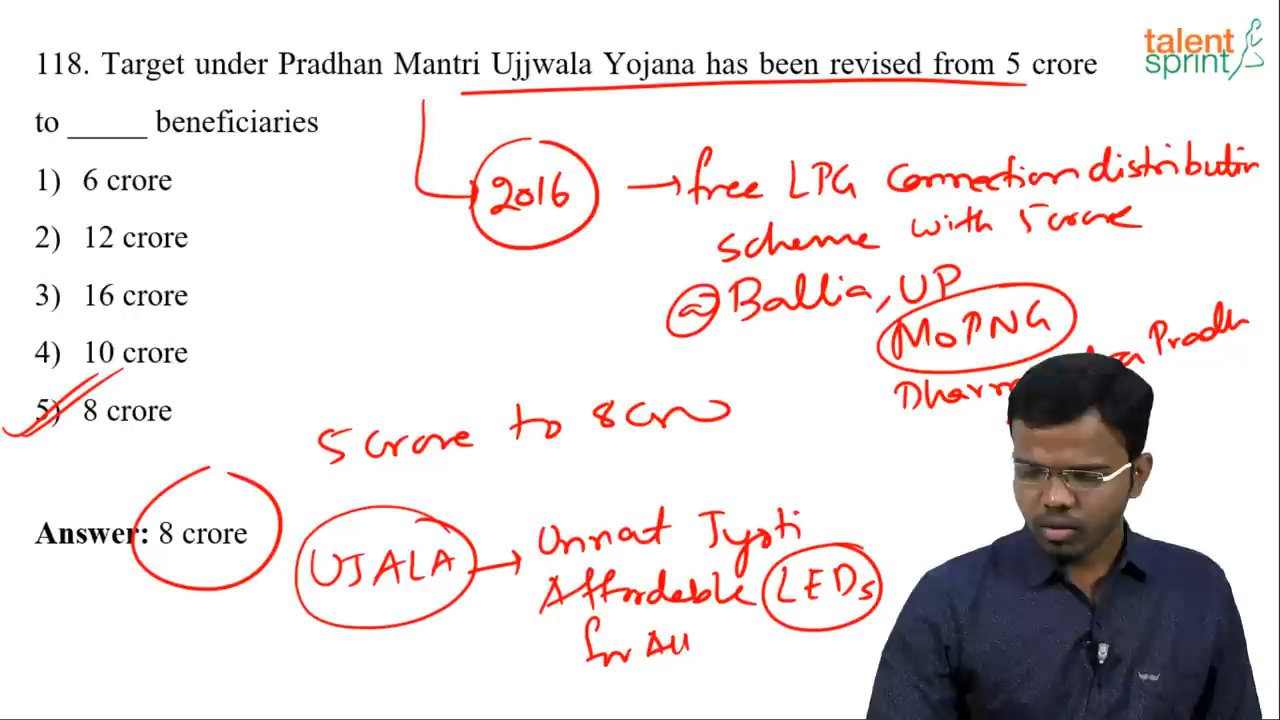 talent
sprint
118. Target under Pradhan Mantri Ujjwala Yojana has been revised from 5 crore
to ______ beneficiaries
1) 6 crore
2) 12 crore
3) 16 crore
4) 10 crore
5) 8 crore
Answer: 8 crore
2016 → free LPG Connection distribution
scheme with 5 crore
@ Ballia, UP
MoPNG
Pradh
5 crore to 8 cro
UJALA → Unnat Jyoti
Affordable LEDs
for All